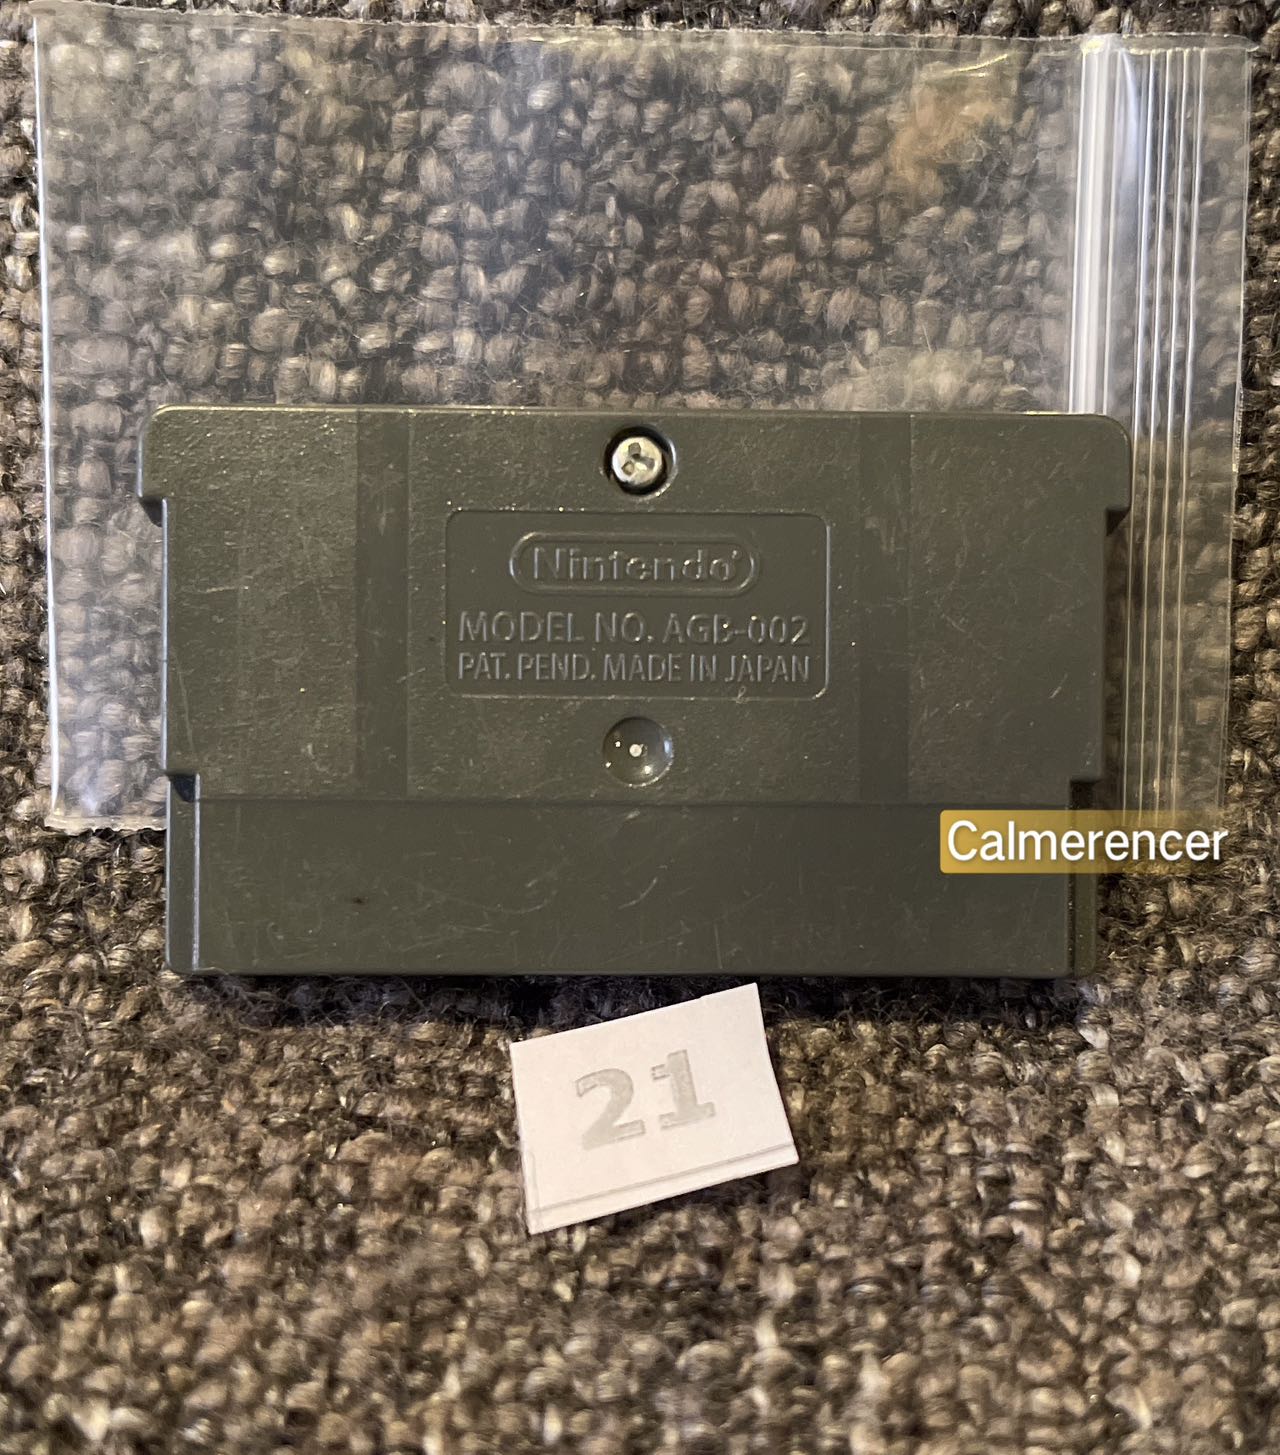 Nintendo
MODEL NO. AGB-002
PAT. PEND. MADE IN JAPAN
Calmerencer
21